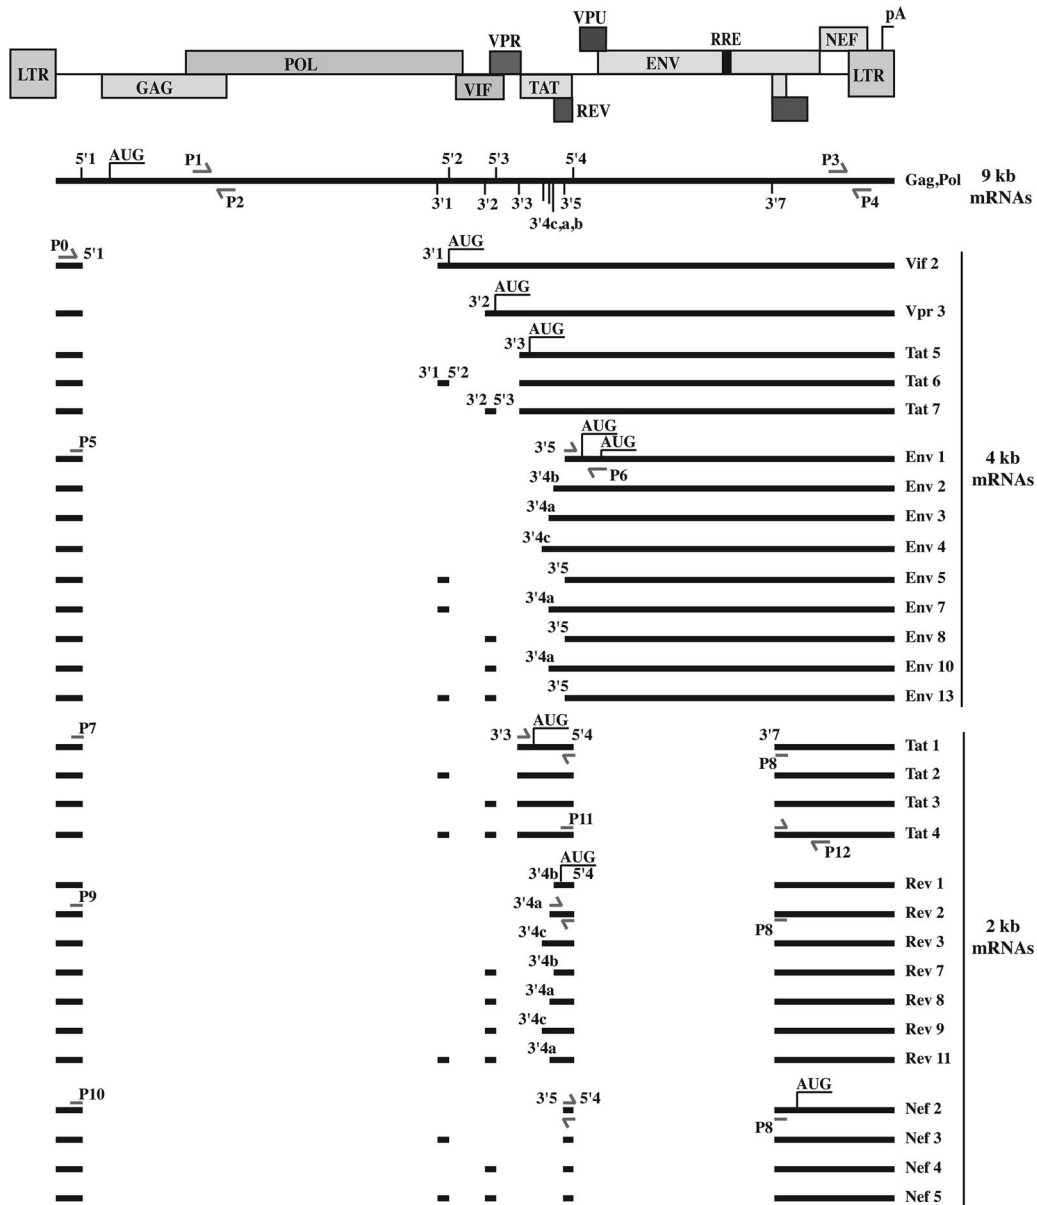 VPU pA
VPR RRE NEF
LTR POL ENV LTR
GAG VIF TAT
REV
5'1 AUG P1 5'2 5'3 5'4 P3
Gag,Pol 9 kb
mRNAs
P2 3'1 3'2 3'3 3'5 3'7 P4
3'4c,a,b
P0 5'1 3'1 AUG Vif 2
3'2 AUG Vpr 3
3'3 AUG Tat 5
3'1 5'2 Tat 6
3'2 5'3 Tat 7
P5 3'5 AUG AUG Env 1
P6
4 kb
mRNAs
3'4b Env 2
3'4a Env 3
3'4c Env 4
3'5 Env 5
3'4a Env 7
3'5 Env 8
3'4a Env 10
3'5 Env 13
P7 3'3 AUG 5'4 3'7 Tat 1
P8
Tat 2
Tat 3
P11 Tat 4
P12
3'4b AUG 5'4 Rev 1
P9 3'4a Rev 2
P8
2 kb
mRNAs
3'4c Rev 3
3'4b Rev 7
3'4a Rev 8
3'4c Rev 9
3'4a Rev 11
P10 3'5 5'4 AUG Nef 2
P8
Nef 3
Nef 4
Nef 5